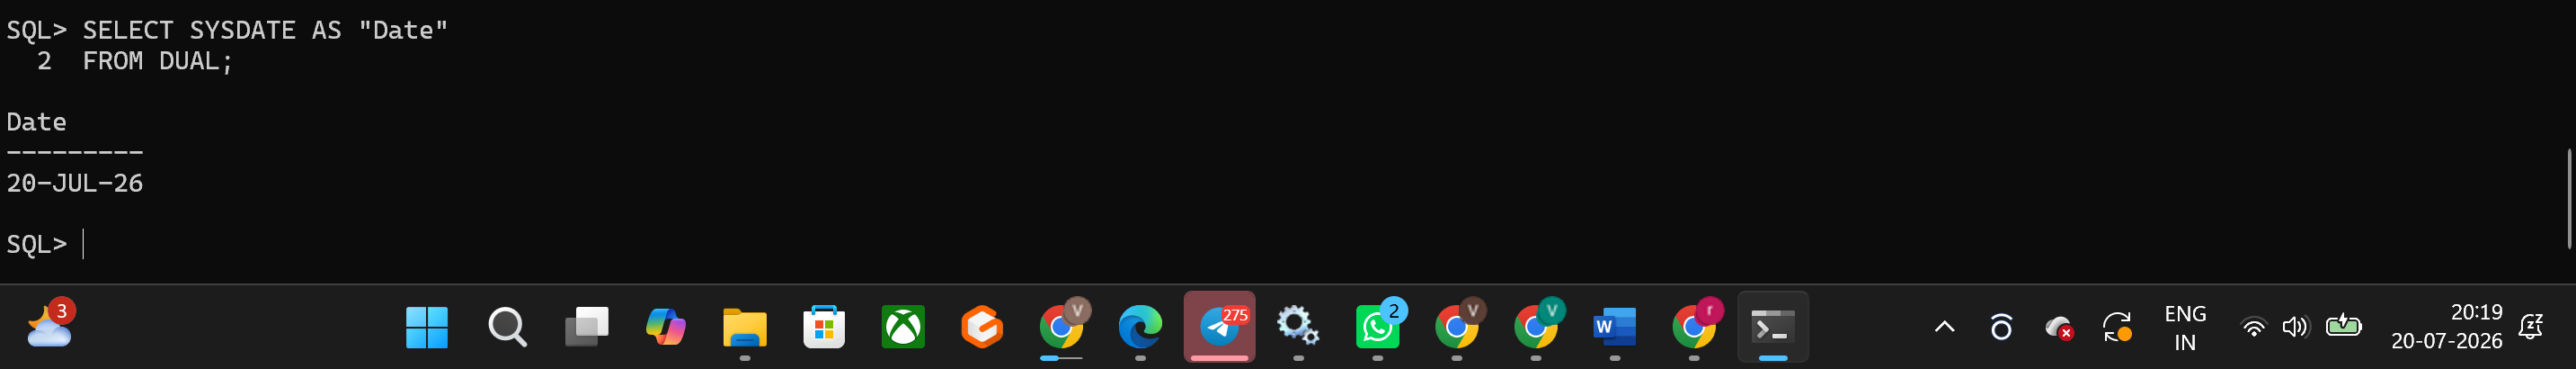 SQL> SELECT SYSDATE AS "Date"
  2  FROM DUAL;
Date
---------
20-JUL-26
SQL>
3
V
275
2
V
V
W
r
ENG
IN
20:19
20-07-2026